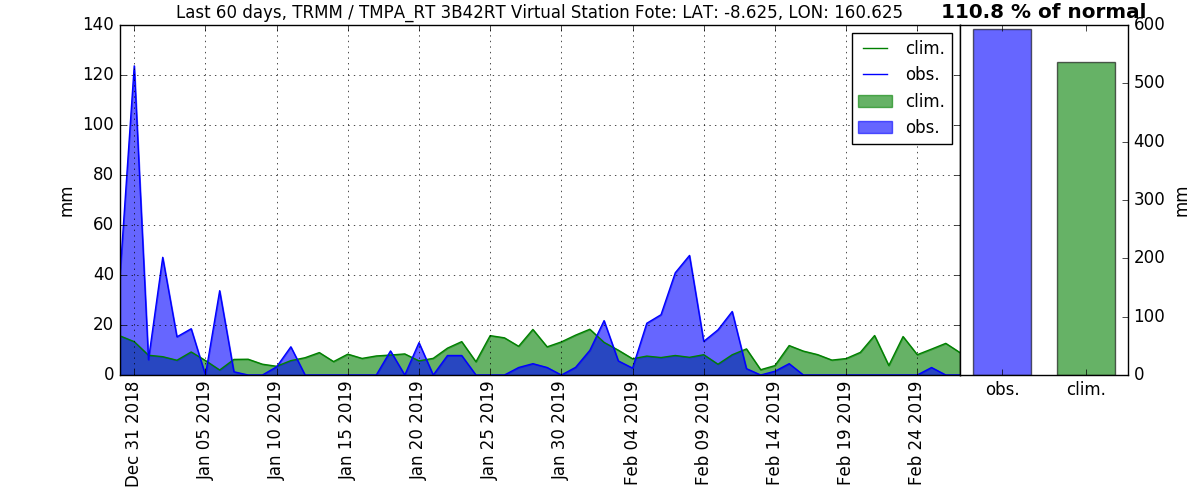 Last 60 days, TRMM / TMPA_RT 3B42RT Virtual Station Fote: LAT: -8.625, LON: 160.625
110.8 % of normal
mm
140
120
100
80
60
40
20
0
clim.
obs.
clim.
obs.
Dec 31 2018
Jan 05 2019
Jan 10 2019
Jan 15 2019
Jan 20 2019
Jan 25 2019
Jan 30 2019
Feb 04 2019
Feb 09 2019
Feb 14 2019
Feb 19 2019
Feb 24 2019
600
500
400
300
200
100
0
mm
obs.
clim.